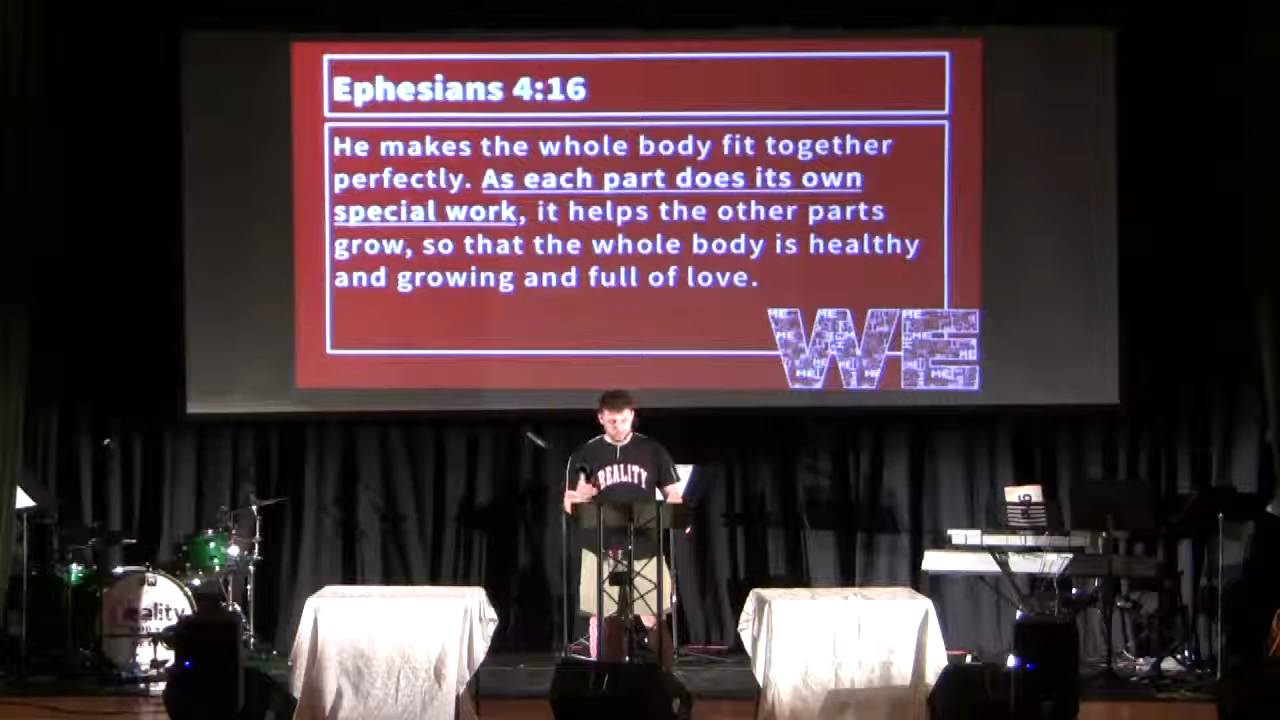 Ephesians 4:16
He makes the whole body fit together
perfectly. As each part does its own
special work, it helps the other parts
grow, so that the whole body is healthy
and growing and full of love.
WE
REALITY
Reality